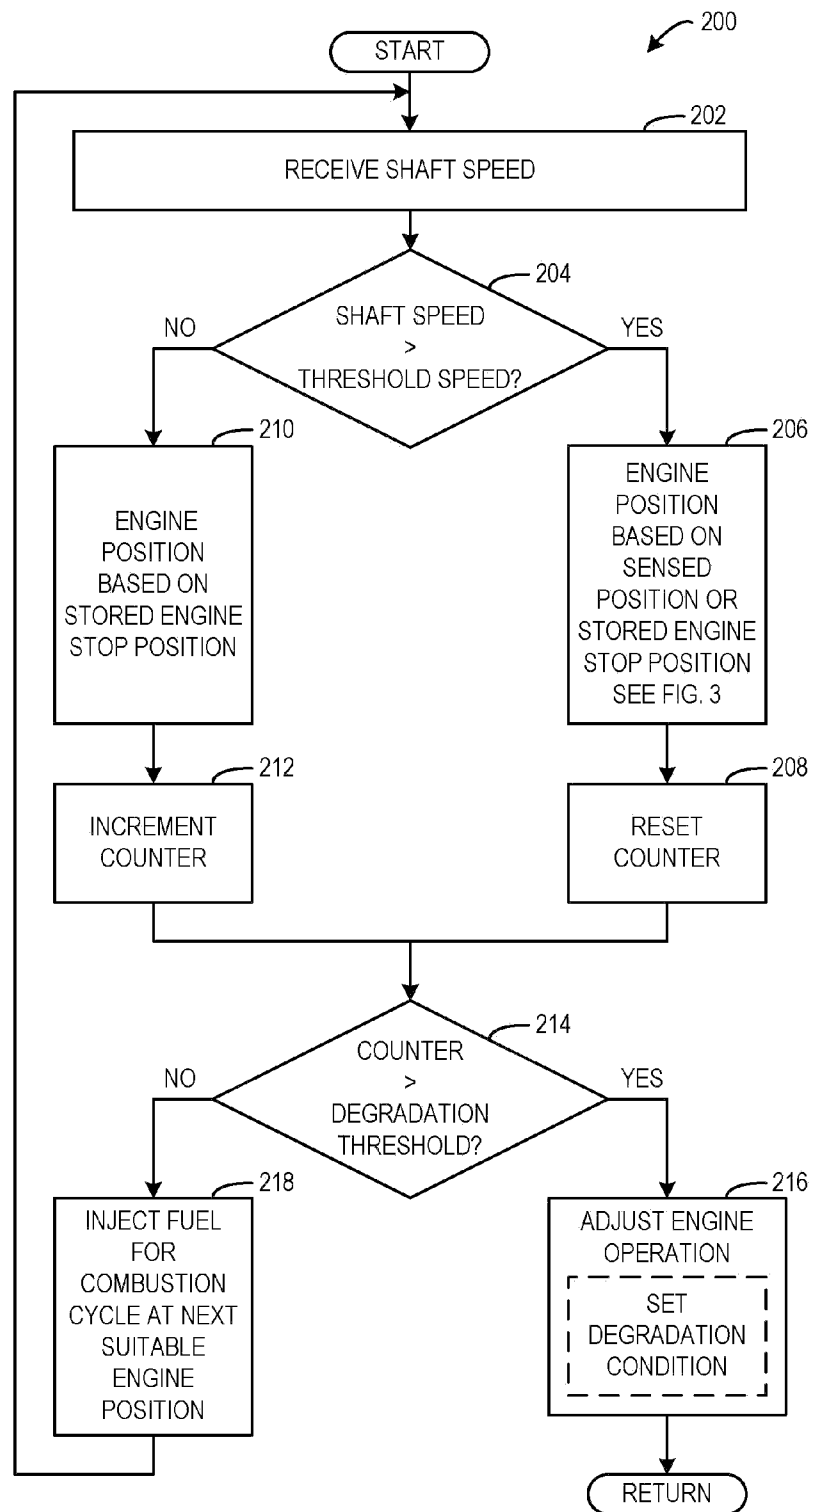 200
START
202
RECEIVE SHAFT SPEED
204
SHAFT SPEED
>
THRESHOLD SPEED?
NO
YES
210
ENGINE
POSITION
BASED ON
STORED ENGINE
STOP POSITION
206
ENGINE
POSITION
BASED ON
SENSED
POSITION OR
STORED ENGINE
STOP POSITION
SEE FIG. 3
212
INCREMENT
COUNTER
208
RESET
COUNTER
214
COUNTER
>
DEGRADATION
THRESHOLD?
NO
YES
218
INJECT FUEL
FOR
COMBUSTION
CYCLE AT NEXT
SUITABLE
ENGINE
POSITION
216
ADJUST ENGINE
OPERATION
SET
DEGRADATION
CONDITION
RETURN